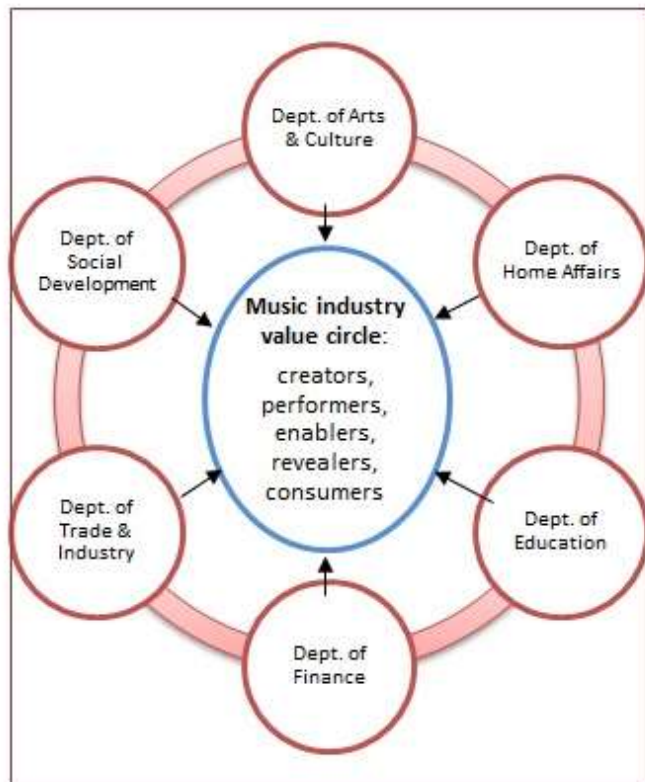 Dept. of Arts
& Culture
Dept. of
Social
Development
Dept. of
Home Affairs
Music industry
value circle:
creators,
performers,
enablers,
revealers,
consumers
Dept. of
Trade &
Industry
Dept. of
Education
Dept. of
Finance